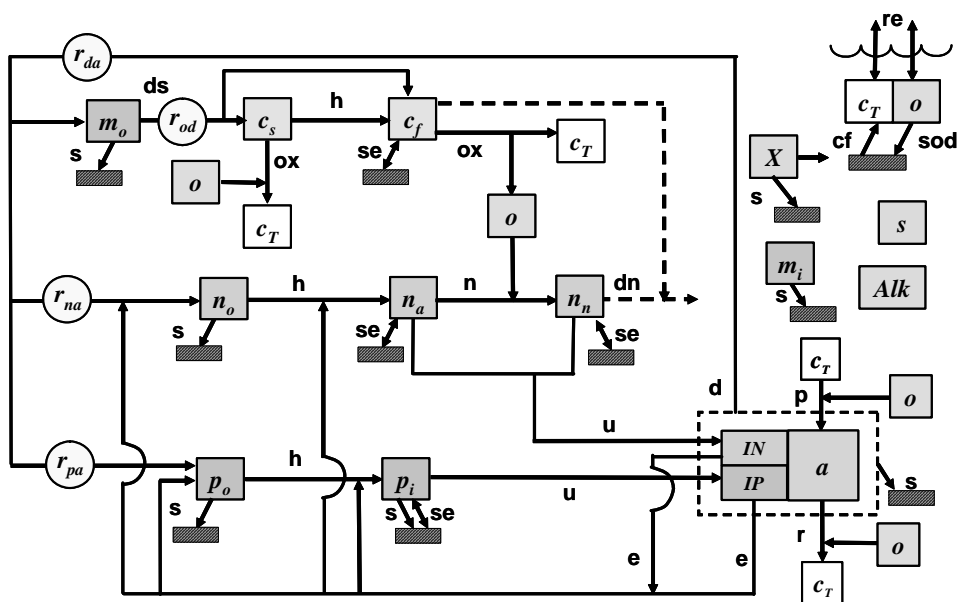 re
r_da
ds
h
m_o
r_od
c_s
c_f
c_T
o
s
ox
se
ox
c_T
cf
sod
o
X
c_T
o
s
s
m_i
Alk
s
r_na
n_o
h
n_a
n
n_n
dn
s
se
se
c_T
d
p
o
u
IN
r_pa
p_o
h
p_i
u
IP
a
s
s
se
s
r
o
e
e
c_T